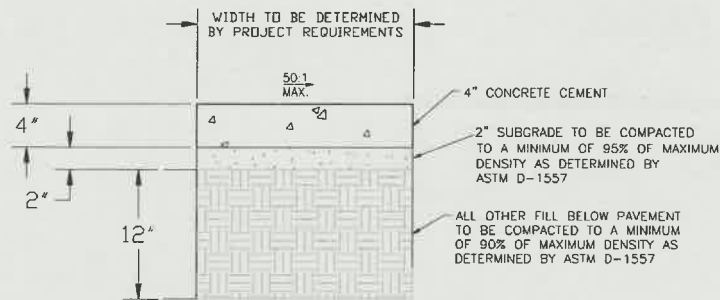 WIDTH TO BE DETERMINED
BY PROJECT REQUIREMENTS
50:1
MAX.
4" CONCRETE CEMENT
4"
2" SUBGRADE TO BE COMPACTED
TO A MINIMUM OF 95% OF MAXIMUM
DENSITY AS DETERMINED BY
ASTM D-1557
2"
12"
ALL OTHER FILL BELOW PAVEMENT
TO BE COMPACTED TO A MINIMUM
OF 90% OF MAXIMUM DENSITY AS
DETERMINED BY ASTM D-1557